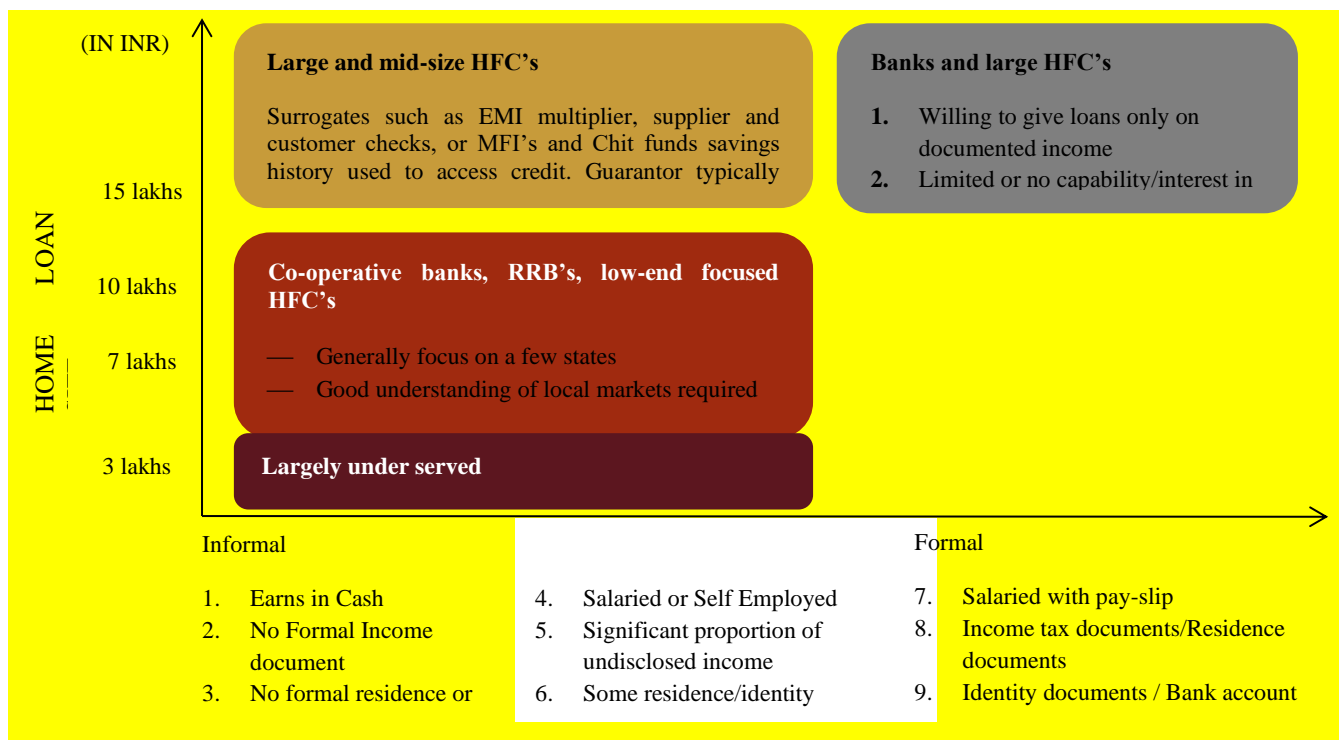 (IN INR)
HOME LOAN
15 lakhs
10 lakhs
7 lakhs
3 lakhs
Large and mid-size HFC's
Surrogates such as EMI multiplier, supplier and
customer checks, or MFI's and Chit funds savings
history used to access credit. Guarantor typically
Banks and large HFC's
1. Willing to give loans only on
documented income
2. Limited or no capability/interest in
Co-operative banks, RRB's, low-end focused
HFC's
— Generally focus on a few states
— Good understanding of local markets required
Largely under served
Informal
1. Earns in Cash
2. No Formal Income
document
3. No formal residence or
4. Salaried or Self Employed
5. Significant proportion of
undisclosed income
6. Some residence/identity
Formal
7. Salaried with pay-slip
8. Income tax documents/Residence
documents
9. Identity documents / Bank account